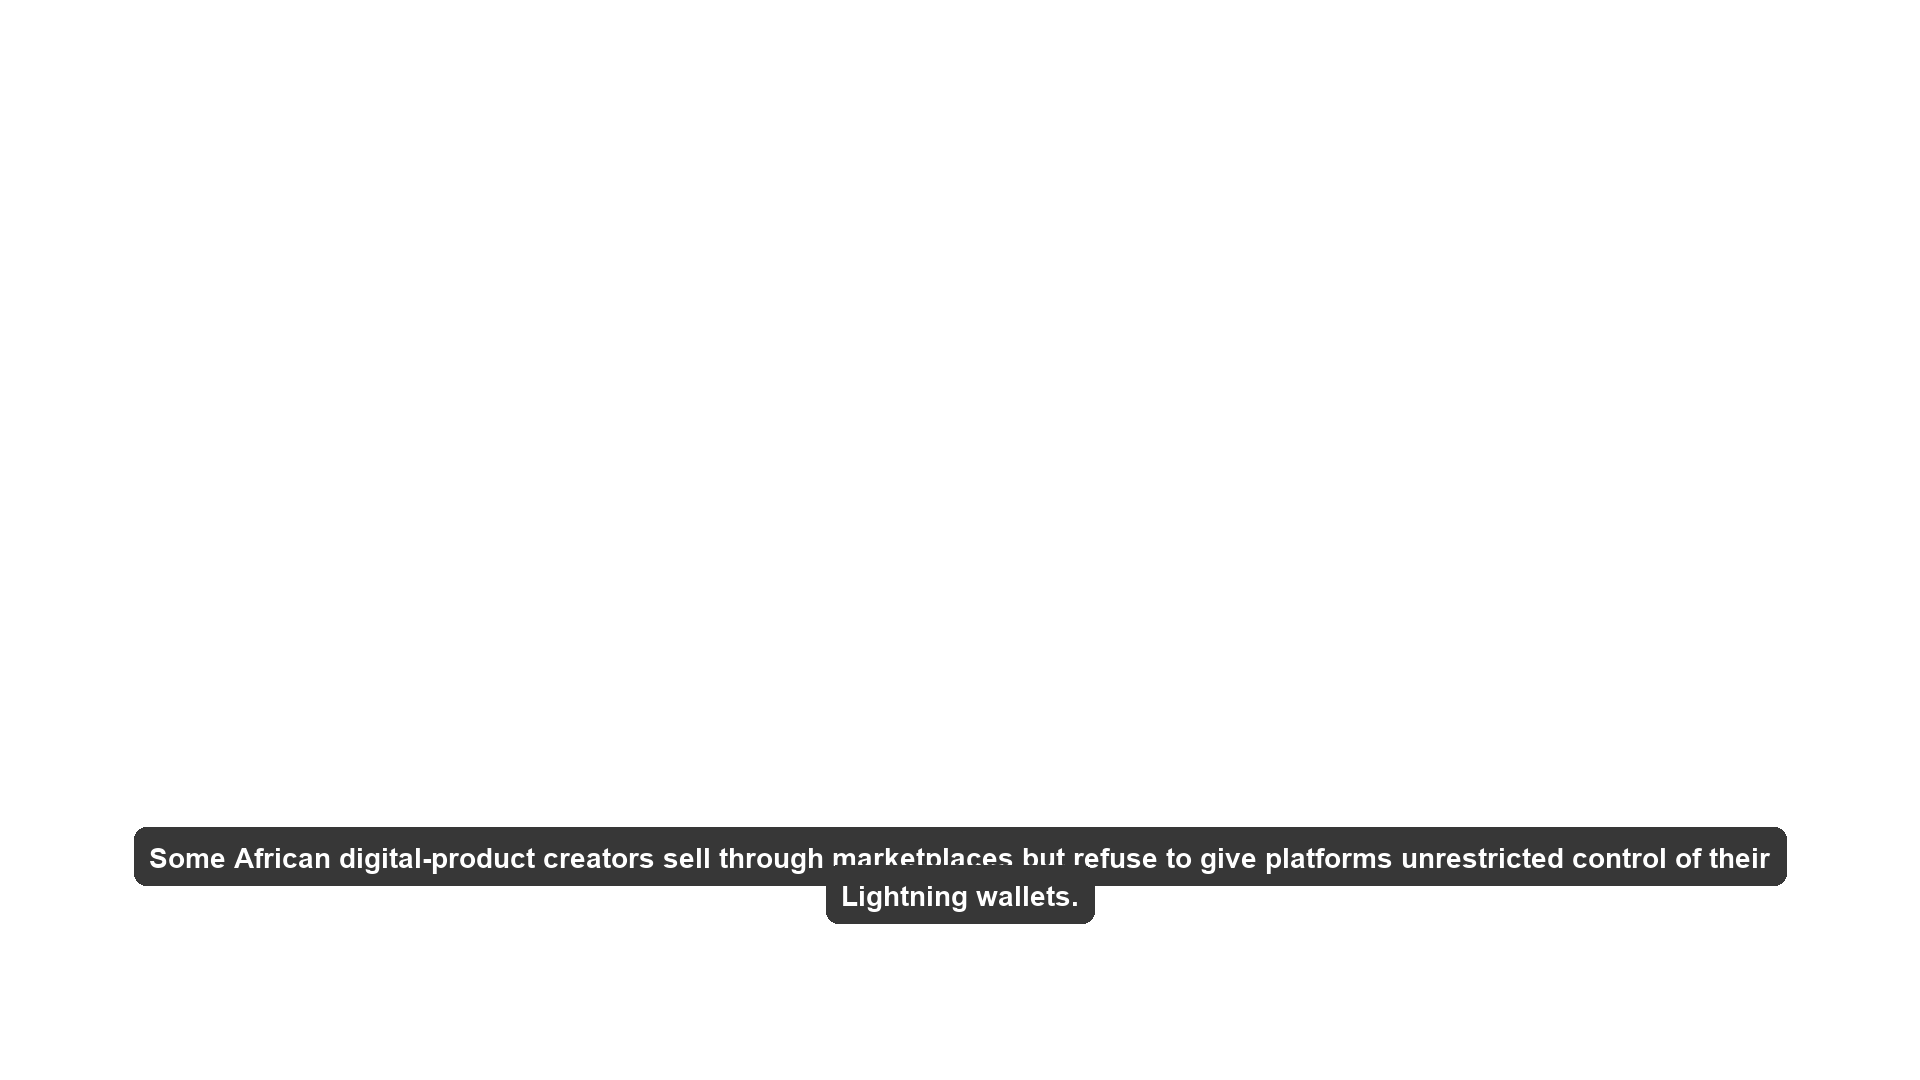 Some African digital-product creators sell through marketplaces but refuse to give platforms unrestricted control of their
Lightning wallets.